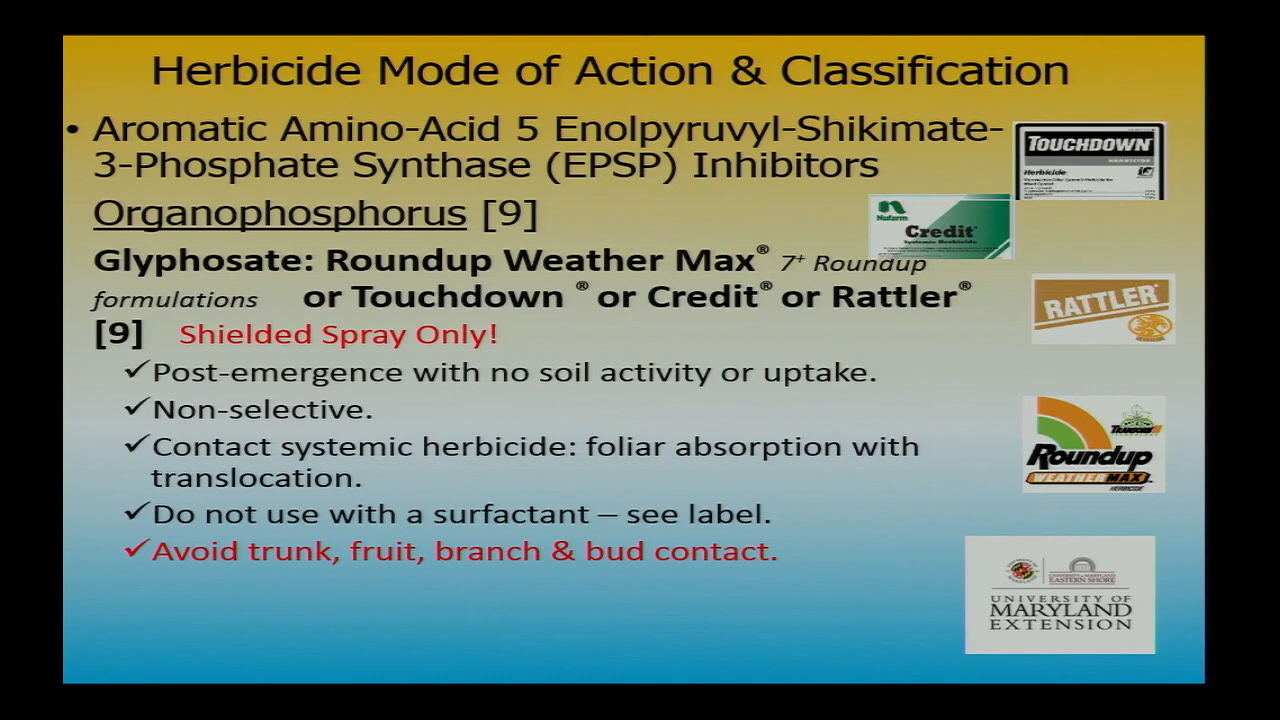 Herbicide Mode of Action & Classification
• Aromatic Amino-Acid 5 Enolpyruvyl-Shikimate-
3-Phosphate Synthase (EPSP) Inhibitors
Organophosphorus [9]
Glyphosate: Roundup Weather Max® 7+ Roundup
formulations or Touchdown ® or Credit® or Rattler®
[9] Shielded Spray Only!
✓Post-emergence with no soil activity or uptake.
✓Non-selective.
✓Contact systemic herbicide: foliar absorption with
translocation.
✓Do not use with a surfactant – see label.
✓Avoid trunk, fruit, branch & bud contact.
TOUCHDOWN
HERBICIDE
Herbicide
Nufarm
Credit
Systemic Herbicide
RATTLER
Roundup
WEATHERMAX
HERBICIDE
EASTERN SHORE
UNIVERSITY OF
MARYLAND
EXTENSION